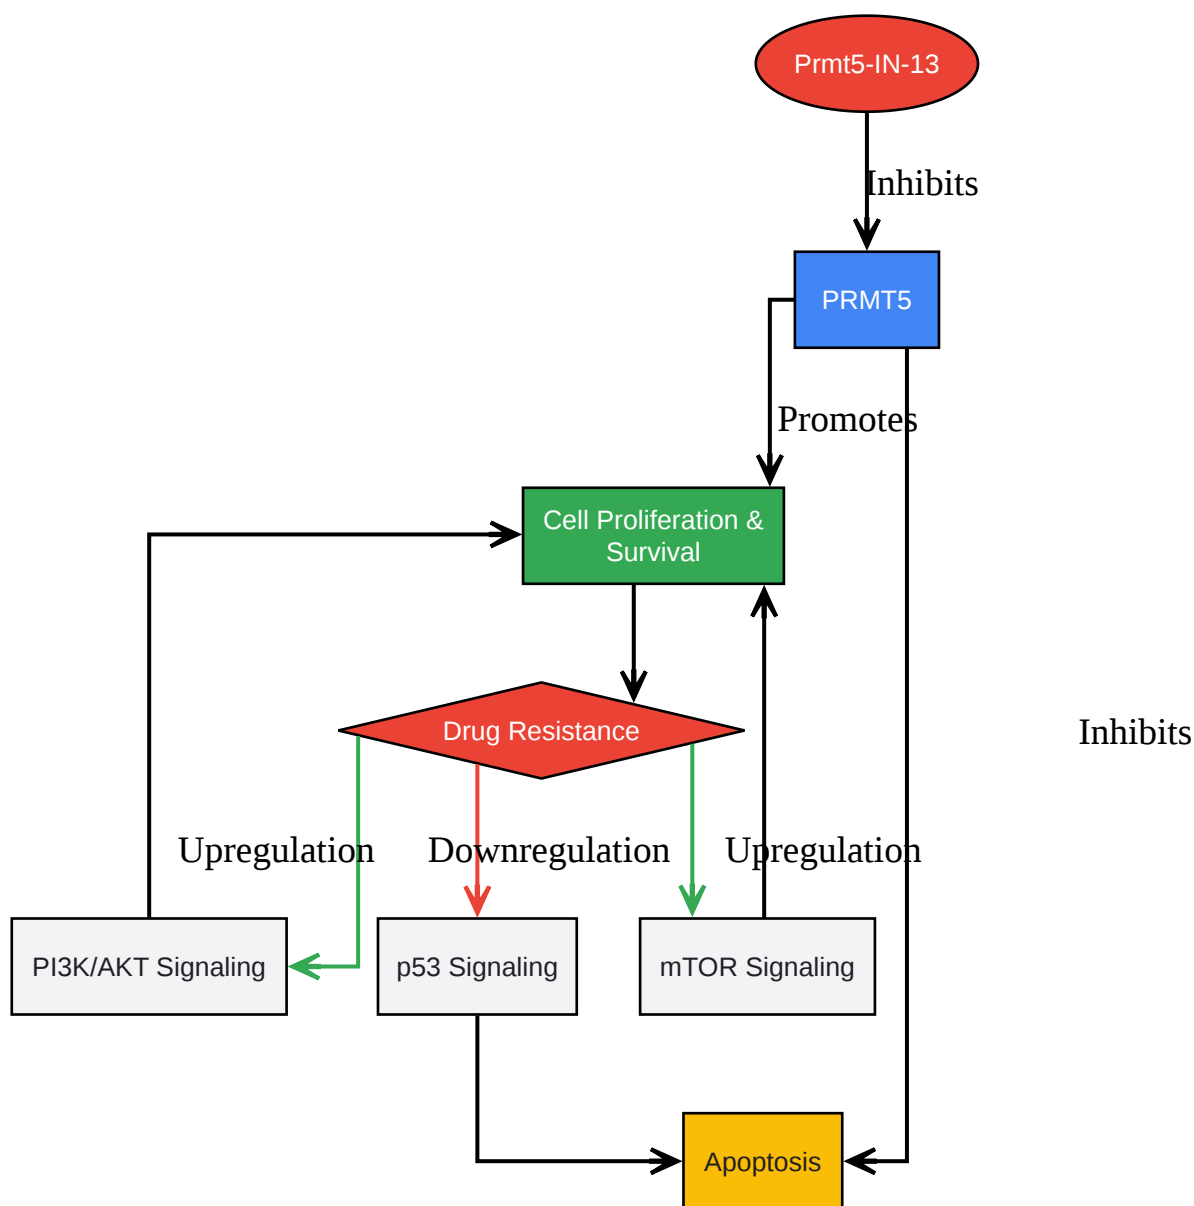 Prmt5-IN-13
Inhibits
PRMT5
Promotes
Cell Proliferation &
Survival
Drug Resistance
Inhibits
Upregulation
Downregulation
Upregulation
PI3K/AKT Signaling
p53 Signaling
mTOR Signaling
Apoptosis